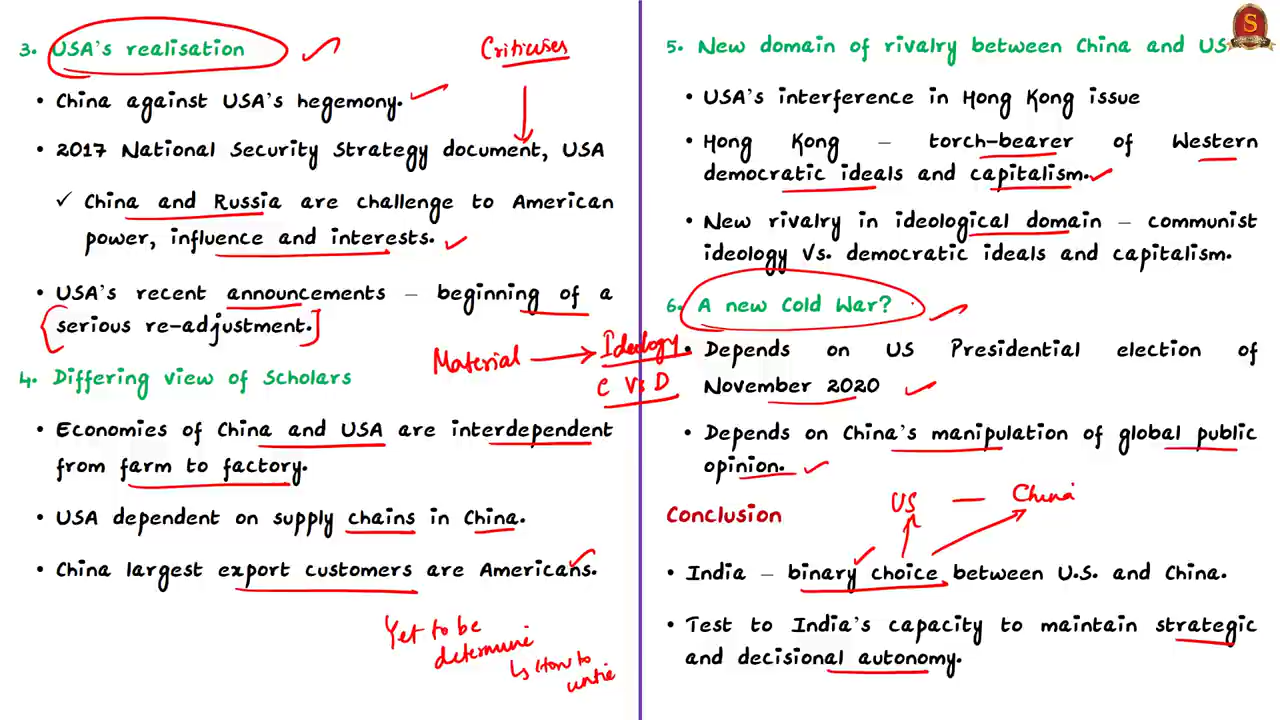 3. USA's realisation
Criticises
• China against USA's hegemony.
• 2017 National Security Strategy document, USA
✓ China and Russia are challenge to American
power, influence and interests.
• USA's recent announcements – beginning of a
serious re-adjustment.
Material → Ideology
C Vs D
4. Differing view of Scholars
• Economies of China and USA are interdependent
from farm to factory.
• USA dependent on supply chains in China.
• China largest export customers are Americans.
Yet to be
determine
↳ How to
untie
5. New domain of rivalry between China and US
• USA's interference in Hong Kong issue
• Hong Kong – torch-bearer of Western
democratic ideals and capitalism.
• New rivalry in ideological domain – communist
ideology Vs. democratic ideals and capitalism.
6. A new Cold War?
• Depends on US Presidential election of
November 2020
• Depends on China's manipulation of global public
opinion.
US — China
Conclusion
• India – binary choice between U.S. and China.
• Test to India's capacity to maintain strategic
and decisional autonomy.
S